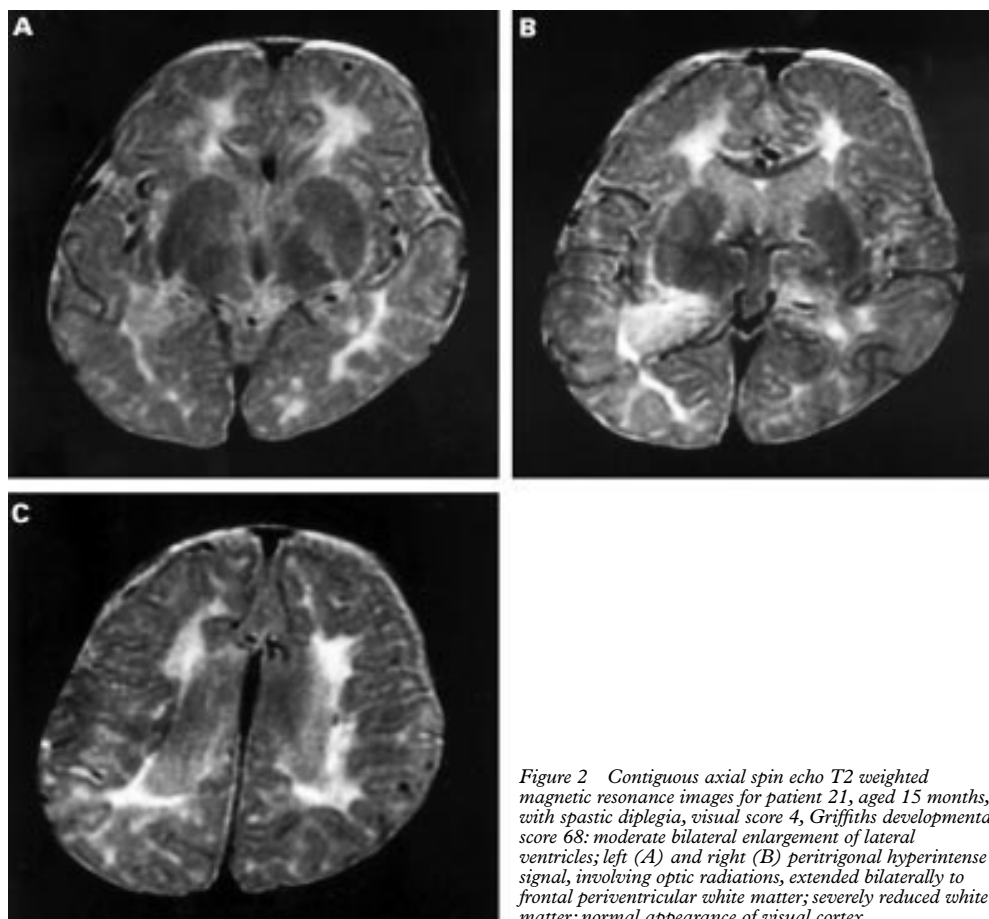 A
B
C
Figure 2 Contiguous axial spin echo T2 weighted
magnetic resonance images for patient 21, aged 15 months,
with spastic diplegia, visual score 4, Griffiths developmenta
score 68: moderate bilateral enlargement of lateral
ventricles; left (A) and right (B) peritrigonal hyperintense
signal, involving optic radiations, extended bilaterally to
frontal periventricular white matter; severely reduced white
matter; normal appearance of visual cortex